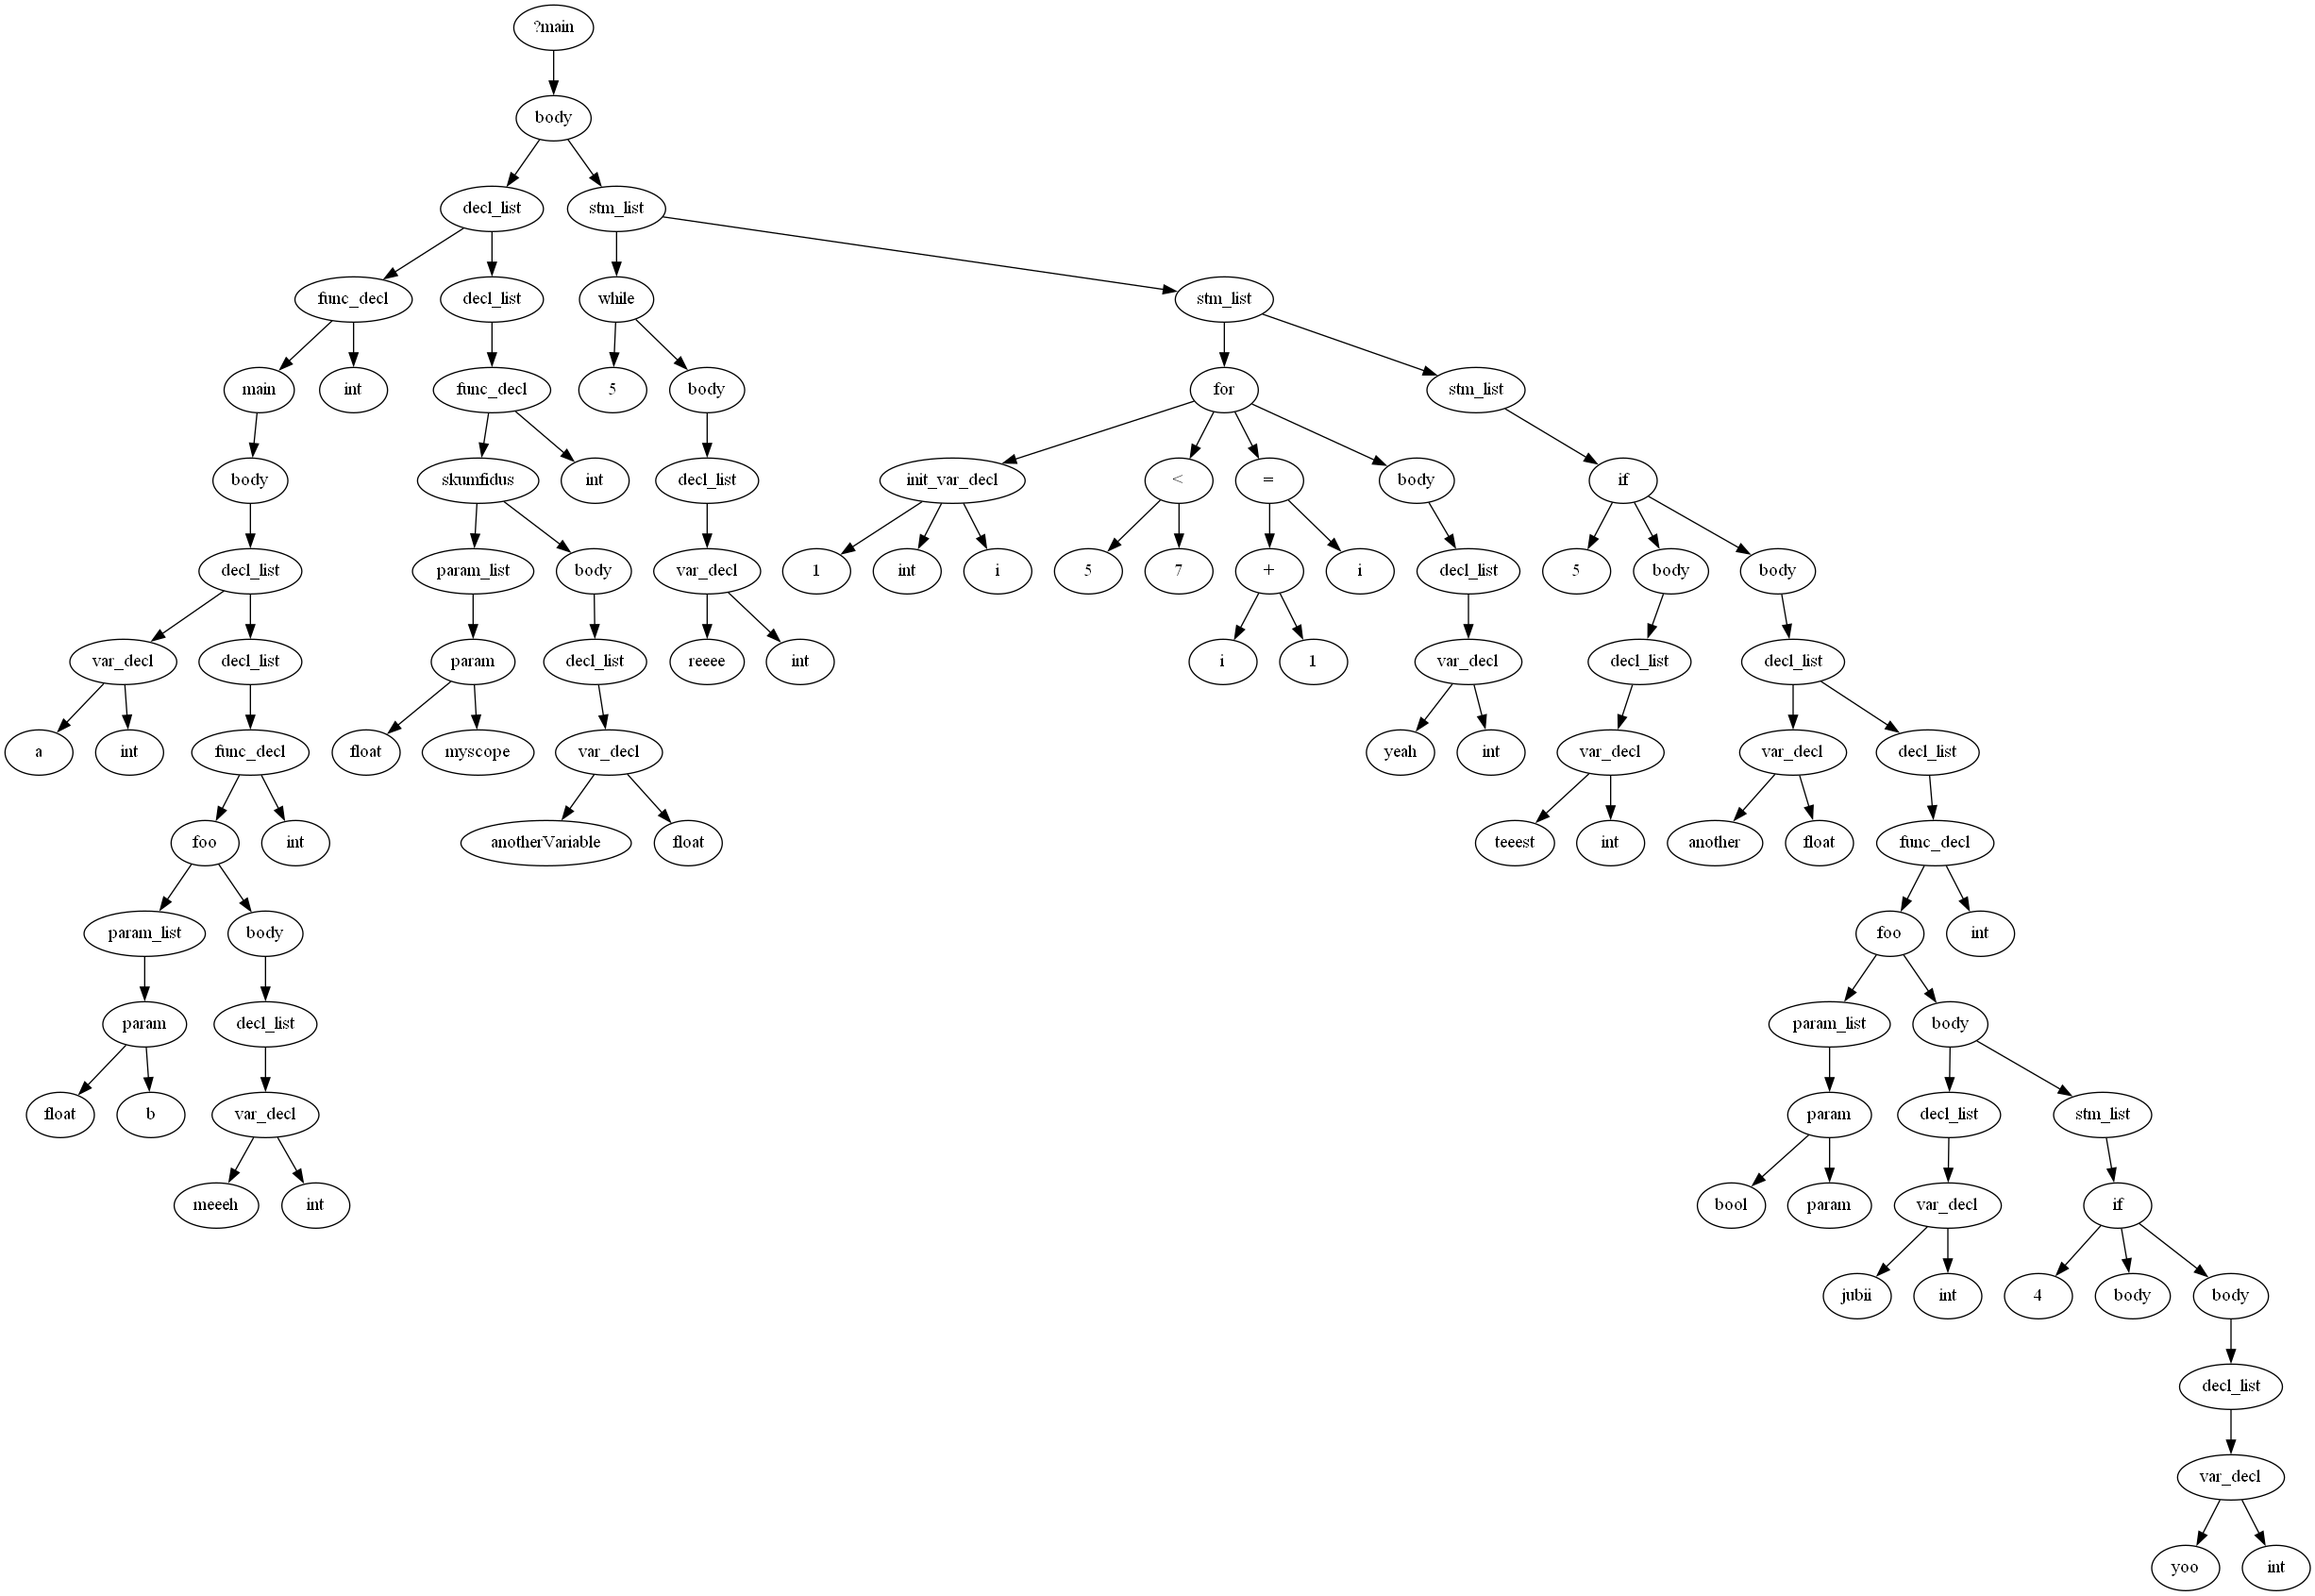 ?main
body
decl_list stm_list
func_decl decl_list while stm_list
main int func_decl 5 body for stm_list
body skumfidus int decl_list init_var_decl < = body if
decl_list param_list body var_decl 1 int i 5 7 + i decl_list 5 body body
var_decl decl_list param decl_list reeee int i 1 var_decl decl_list decl_list
a int func_decl float myscope var_decl yeah int var_decl var_decl decl_list
foo int anotherVariable float teeest int another float func_decl
param_list body foo int
param decl_list param_list body
float b var_decl param decl_list stm_list
meeeh int bool param var_decl if
jubii int 4 body body
decl_list
var_decl
yoo int